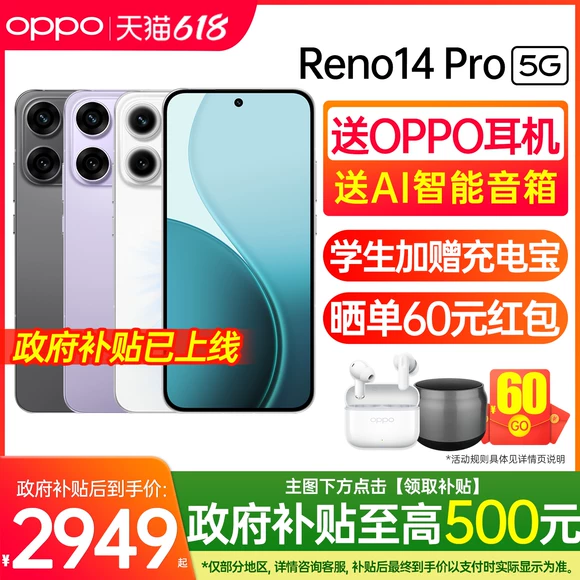 oppo 天猫618
Reno14 Pro 5G
送OPPO耳机
送AI智能音箱
学生加赠充电宝
晒单60元红包
政府补贴已上线
oppo
¥60
GO
*活动规则具体见详情页说明
政府补贴后到手价:
¥2949起
主图下方点击【领取补贴】
政府补贴至高500元
*仅部分地区,详情咨询客服,补贴后最终到手价以支付时实际显示为准。